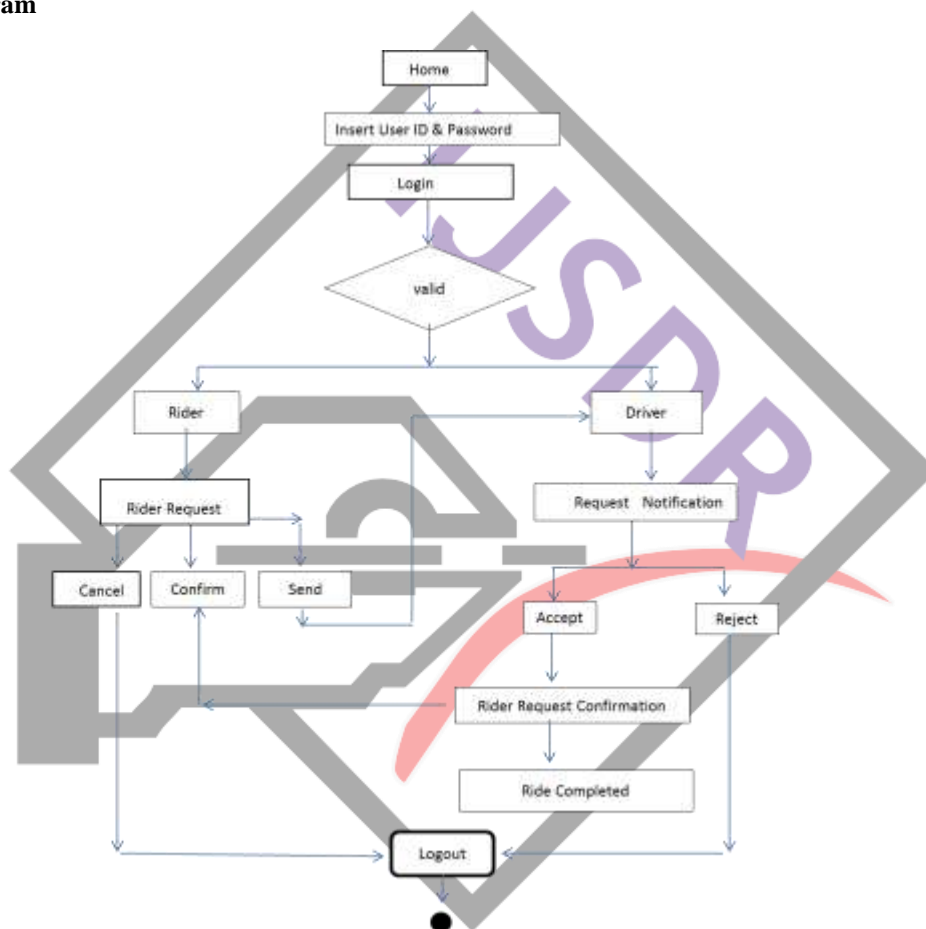 am
Home
Insert User ID & Password
Login
valid
Rider
Driver
Rider Request
Request Notification
Cancel
Confirm
Send
Accept
Reject
Rider Request Confirmation
Ride Completed
Logout
IJSDR